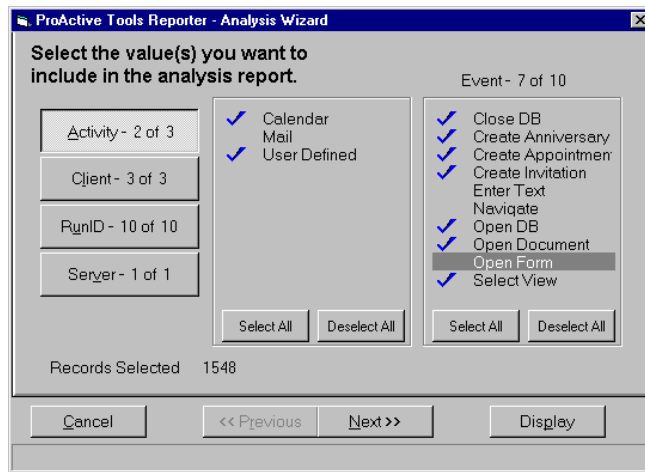 ProActive Tools Reporter - Analysis Wizard
Select the value(s) you want to
include in the analysis report.
Event - 7 of 10
Activity - 2 of 3
Client - 3 of 3
RunID - 10 of 10
Server - 1 of 1
Calendar
Mail
User Defined
Select All
Deselect All
Close DB
Create Anniversary
Create Appointmen
Create Invitation
Enter Text
Navigate
Open DB
Open Document
Open Form
Select View
Select All
Deselect All
Records Selected 1548
Cancel
<< Previous
Next >>
Display